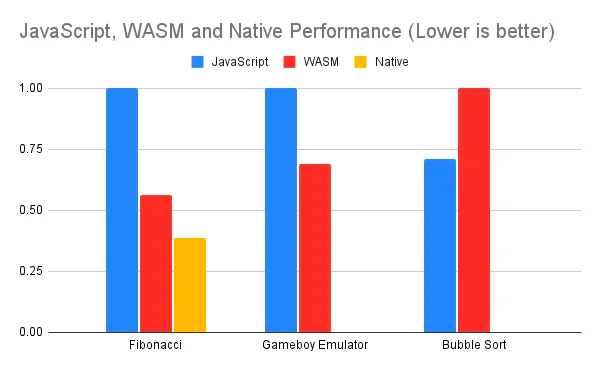 JavaScript, WASM and Native Performance (Lower is better)
JavaScript WASM Native
1.00
0.75
0.50
0.25
0.00
Fibonacci Gameboy Emulator Bubble Sort